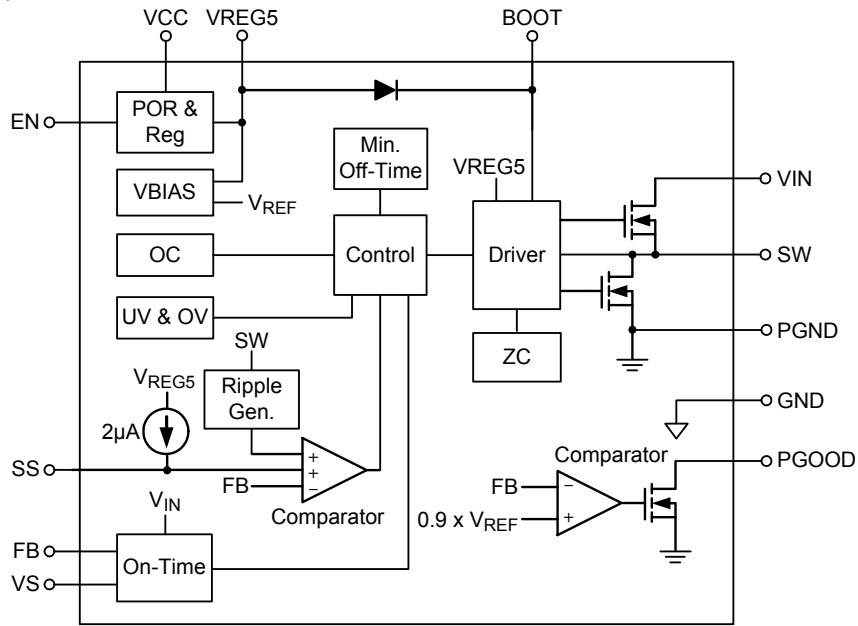 VCC VREG5 BOOT
EN
POR &
Reg
Min.
Off-Time
VREG5
VIN
VBIAS
VREF
OC
Control
Driver
SW
UV & OV
SW
ZC
PGND
VREG5
Ripple
Gen.
GND
2µA
Comparator
PGOOD
SS
+
+
−
FB
Comparator
FB
−
+
0.9 x VREF
VIN
FB
On-Time
VS